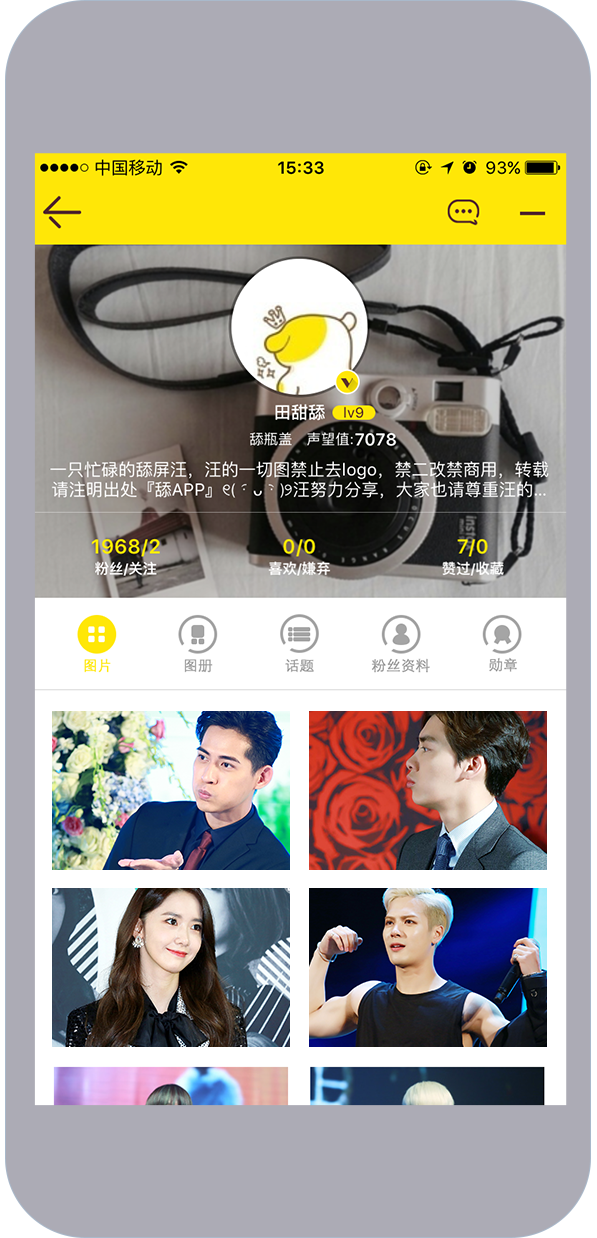 中国移动 15:33 93%
田甜舔 lv9
舔瓶盖 声望值:7078
一只忙碌的舔屏汪，汪的一切图禁止去logo，禁二改禁商用，转载
请注明出处『舔APP』୧( ˵ ᴗ ˵ )୨汪努力分享，大家也请尊重汪的...
1968/2 0/0 7/0
粉丝/关注 喜欢/嫌弃 赞过/收藏
图片 图册 话题 粉丝资料 勋章